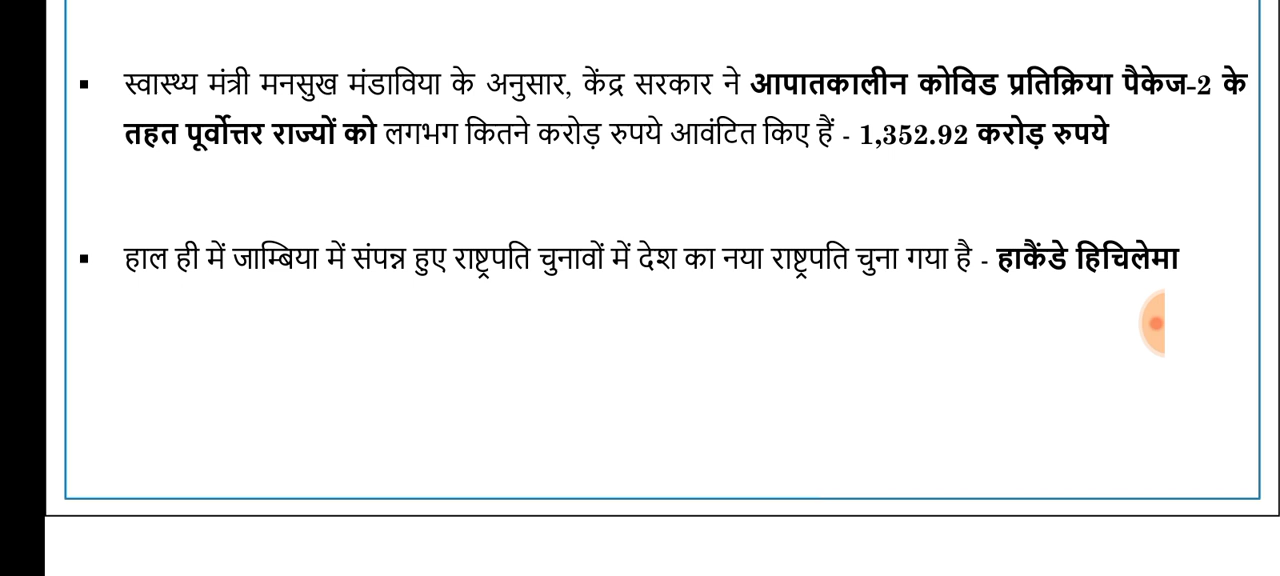 ▪ स्वास्थ्य मंत्री मनसुख मंडाविया के अनुसार, केंद्र सरकार ने आपातकालीन कोविड प्रतिक्रिया पैकेज-2 के
तहत पूर्वोत्तर राज्यों को लगभग कितने करोड़ रुपये आवंटित किए हैं - 1,352.92 करोड़ रुपये
▪ हाल ही में जाम्बिया में संपन्न हुए राष्ट्रपति चुनावों में देश का नया राष्ट्रपति चुना गया है - हाकैंडे हिचिलेमा